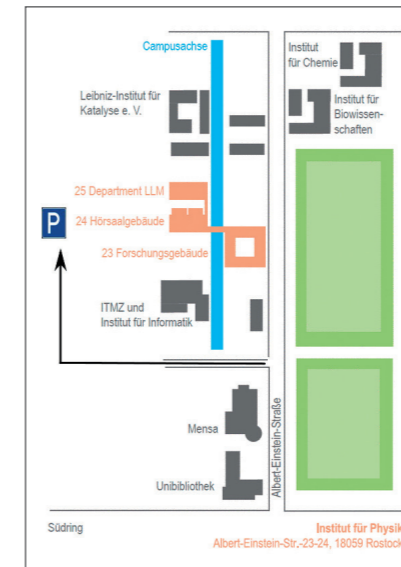 Campusachse
Institut
für Chemie
Leibniz-Institut für
Katalyse e. V.
Institut für
Biowissen-
schaften
25 Department LLM
P
24 Hörsaalgebäude
23 Forschungsgebäude
ITMZ und
Institut für Informatik
Mensa
Albert-Einstein-Straße
Unibibliothek
Südring
Institut für Physik
Albert-Einstein-Str.-23-24, 18059 Rostock